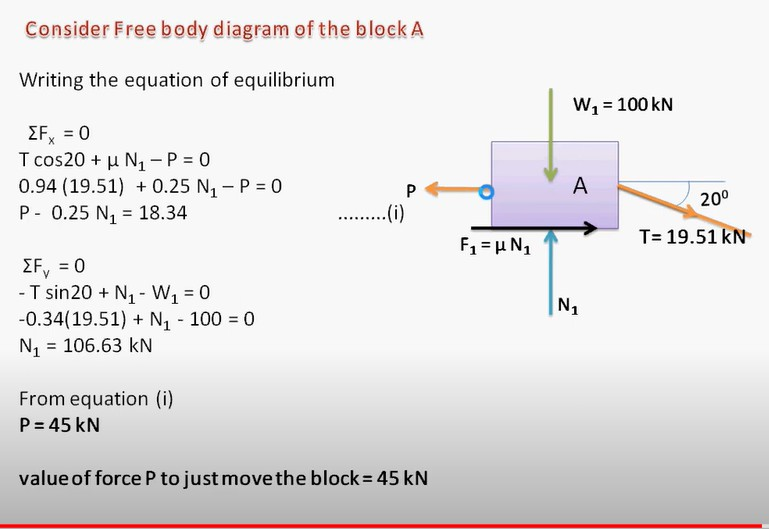 Consider Free body diagram of the block A
Writing the equation of equilibrium
ΣFₓ = 0
T cos20 + μ N₁ – P = 0
0.94 (19.51) + 0.25 N₁ – P = 0
P - 0.25 N₁ = 18.34 .........(i)
ΣFᵧ = 0
- T sin20 + N₁ - W₁ = 0
-0.34(19.51) + N₁ - 100 = 0
N₁ = 106.63 kN
From equation (i)
P = 45 kN
value of force P to just move the block = 45 kN
W₁ = 100 kN
A
P
20⁰
T= 19.51 kN
F₁ = μ N₁
N₁